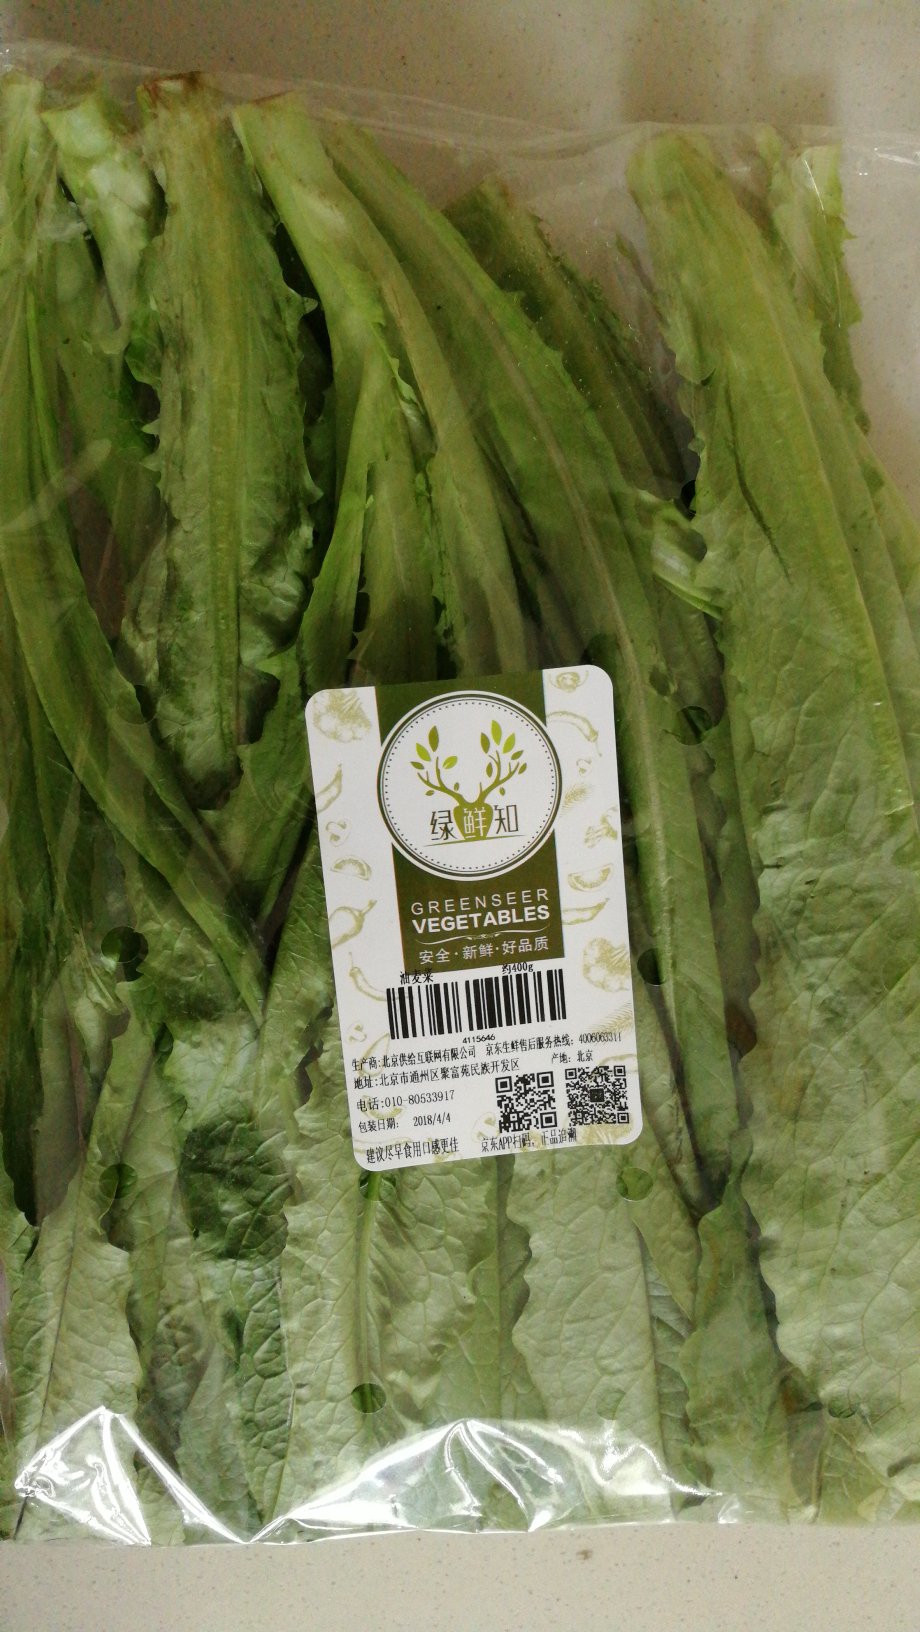 绿鲜知
GREENSEER
VEGETABLES
安全·新鲜·好品质
油麦菜 约400g
4115646
生产商:北京供给互联网有限公司 京东生鲜售后服务热线: 4006063311
地址:北京市通州区聚富苑民族开发区 产地: 北京
电话:010-80533917
包装日期: 2018/4/4
建议尽早食用口感更佳 京东APP扫码, 正品追溯